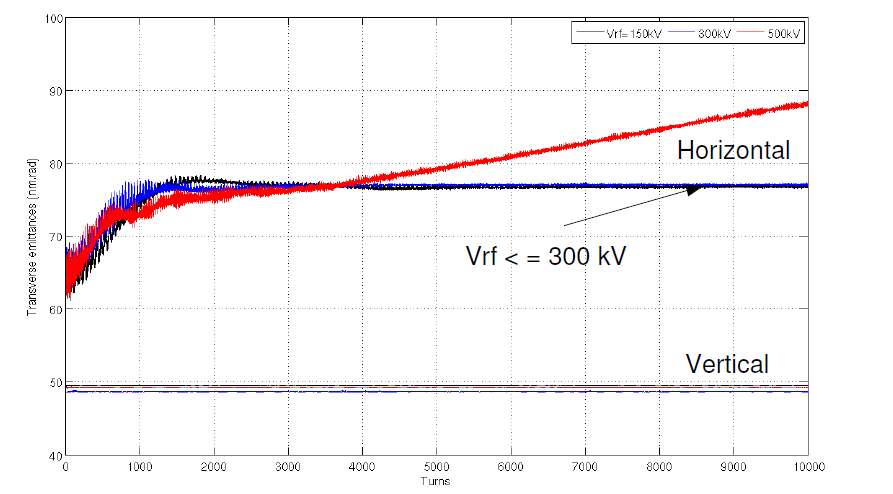 100
Vrf= 150kV 300kV 500kV
90
Horizontal
80
Transverse emittances [nm.rad]
70
Vrf < = 300 kV
60
Vertical
50
40
0 1000 2000 3000 4000 5000 6000 7000 8000 9000 10000
Turns